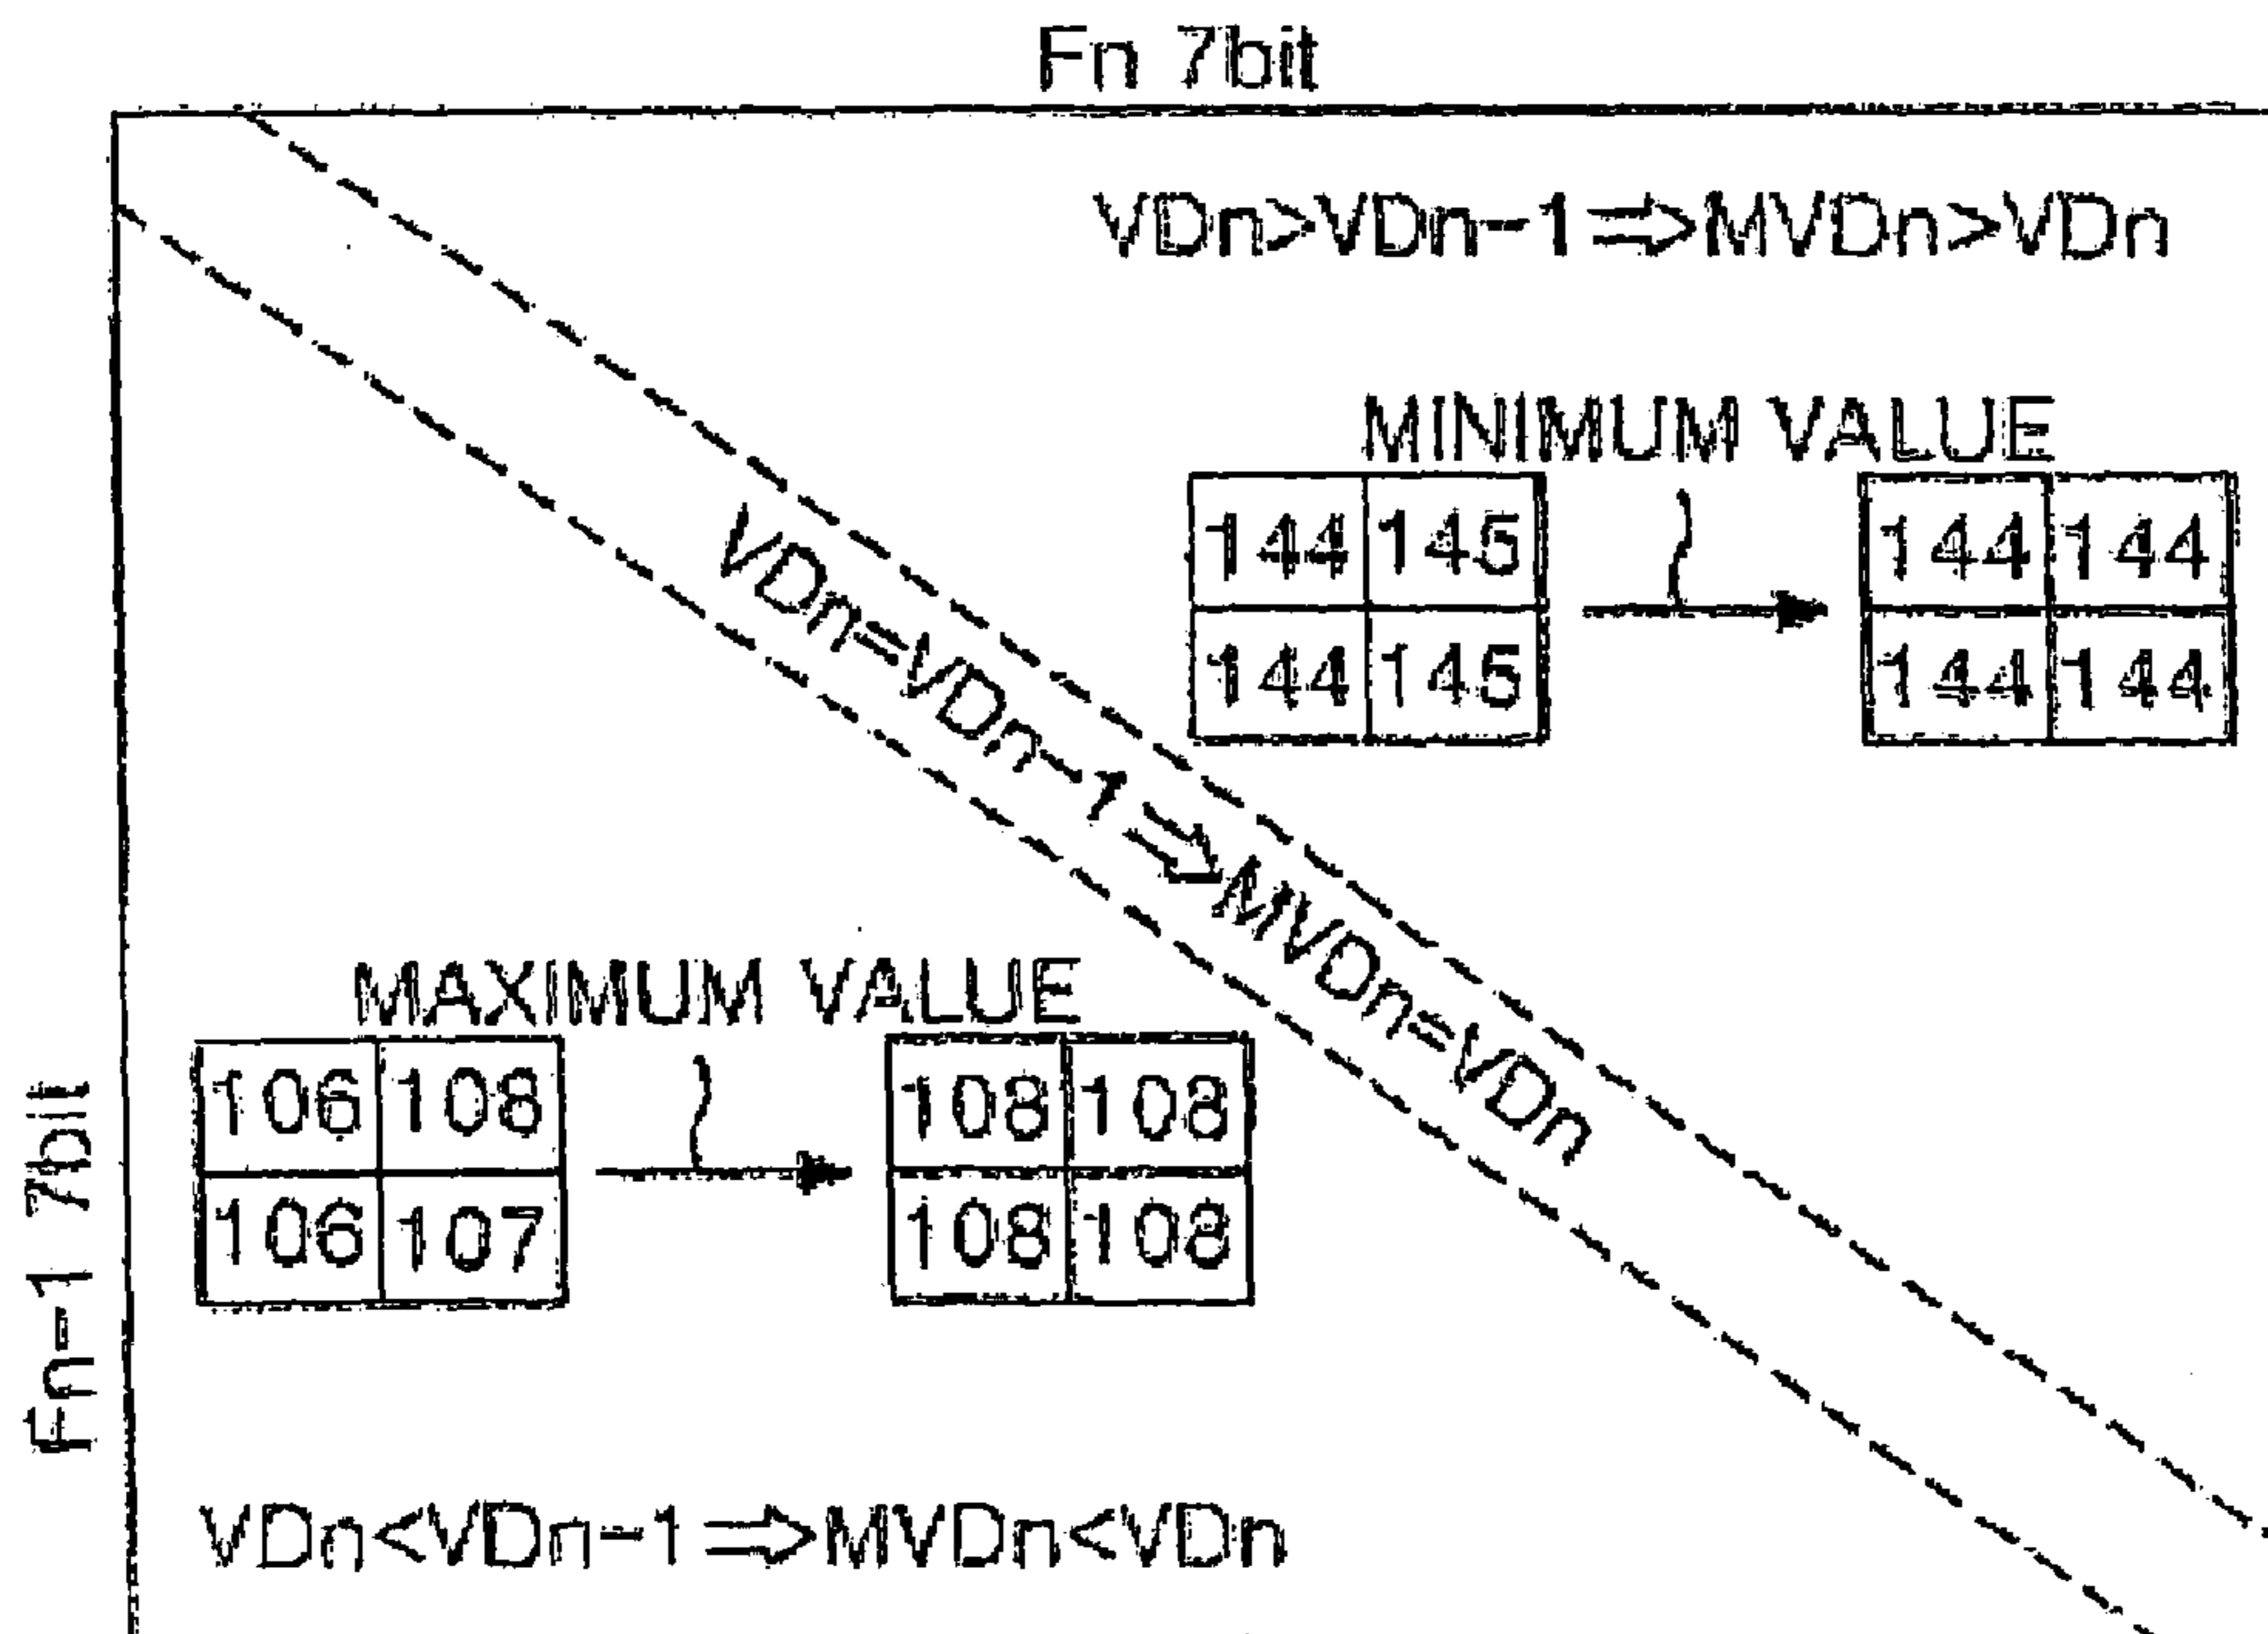 Fn 7bit
VDn>VDn-1⇒MVDn>VDn
MINIMUM VALUE
144 145
144 145
144 144
144 144
VDn=VDn-1⇒MVDn=VDn
MAXIMUM VALUE
106 108
106 107
108 108
108 108
Fn-1 7bit
VDn<VDn-1⇒MVDn<VDn